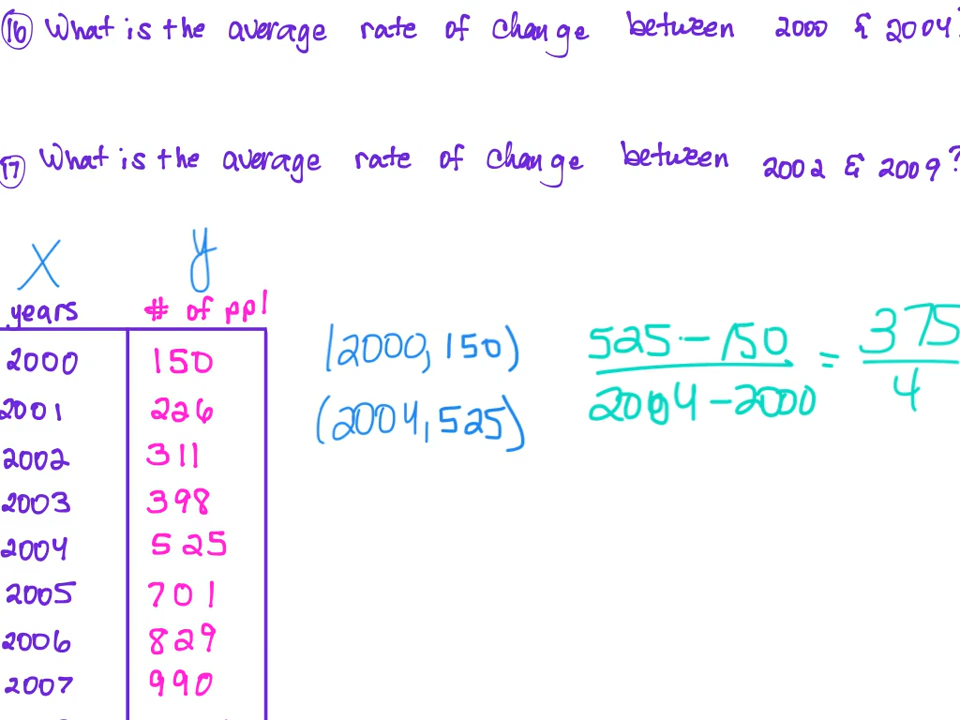 16 What is the average rate of change between 2000 & 2004?
17 What is the average rate of change between 2002 & 2009?
x y
years # of ppl
2000 150 (2000, 150) 525 - 150 / 2004 - 2000 = 375 / 4
2001 226 (2004, 525)
2002 311
2003 398
2004 525
2005 701
2006 829
2007 990